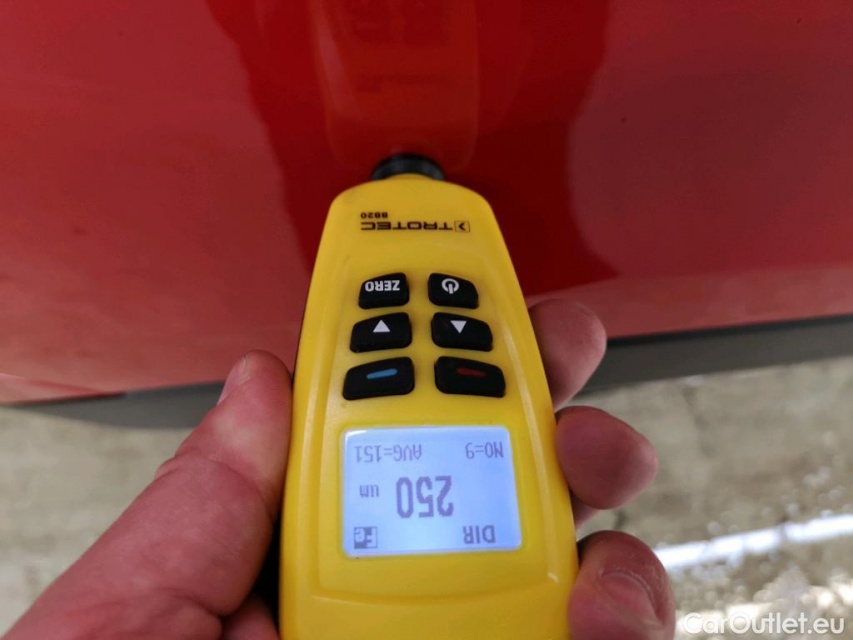 DIR Fe
250 um
NO=9 AVG=151
ZERO
TROTEC
BB20
CarOutlet.eu